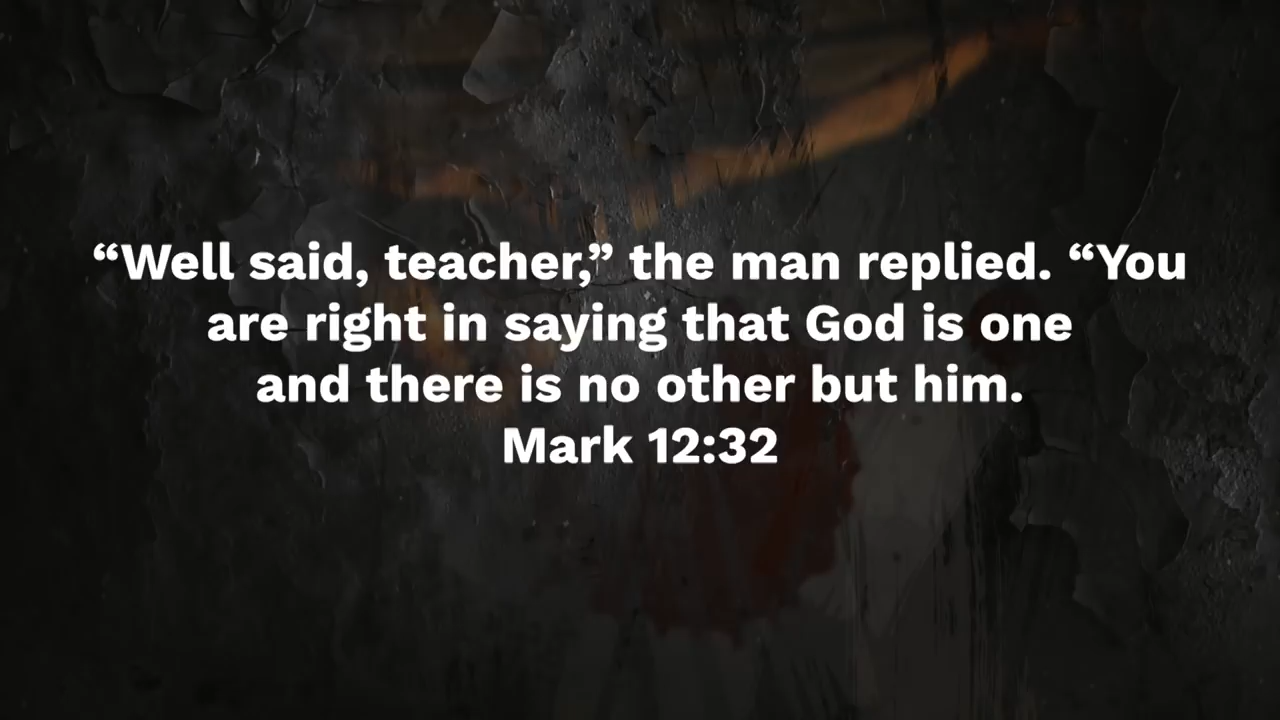 “Well said, teacher,” the man replied. “You
are right in saying that God is one
and there is no other but him.
Mark 12:32